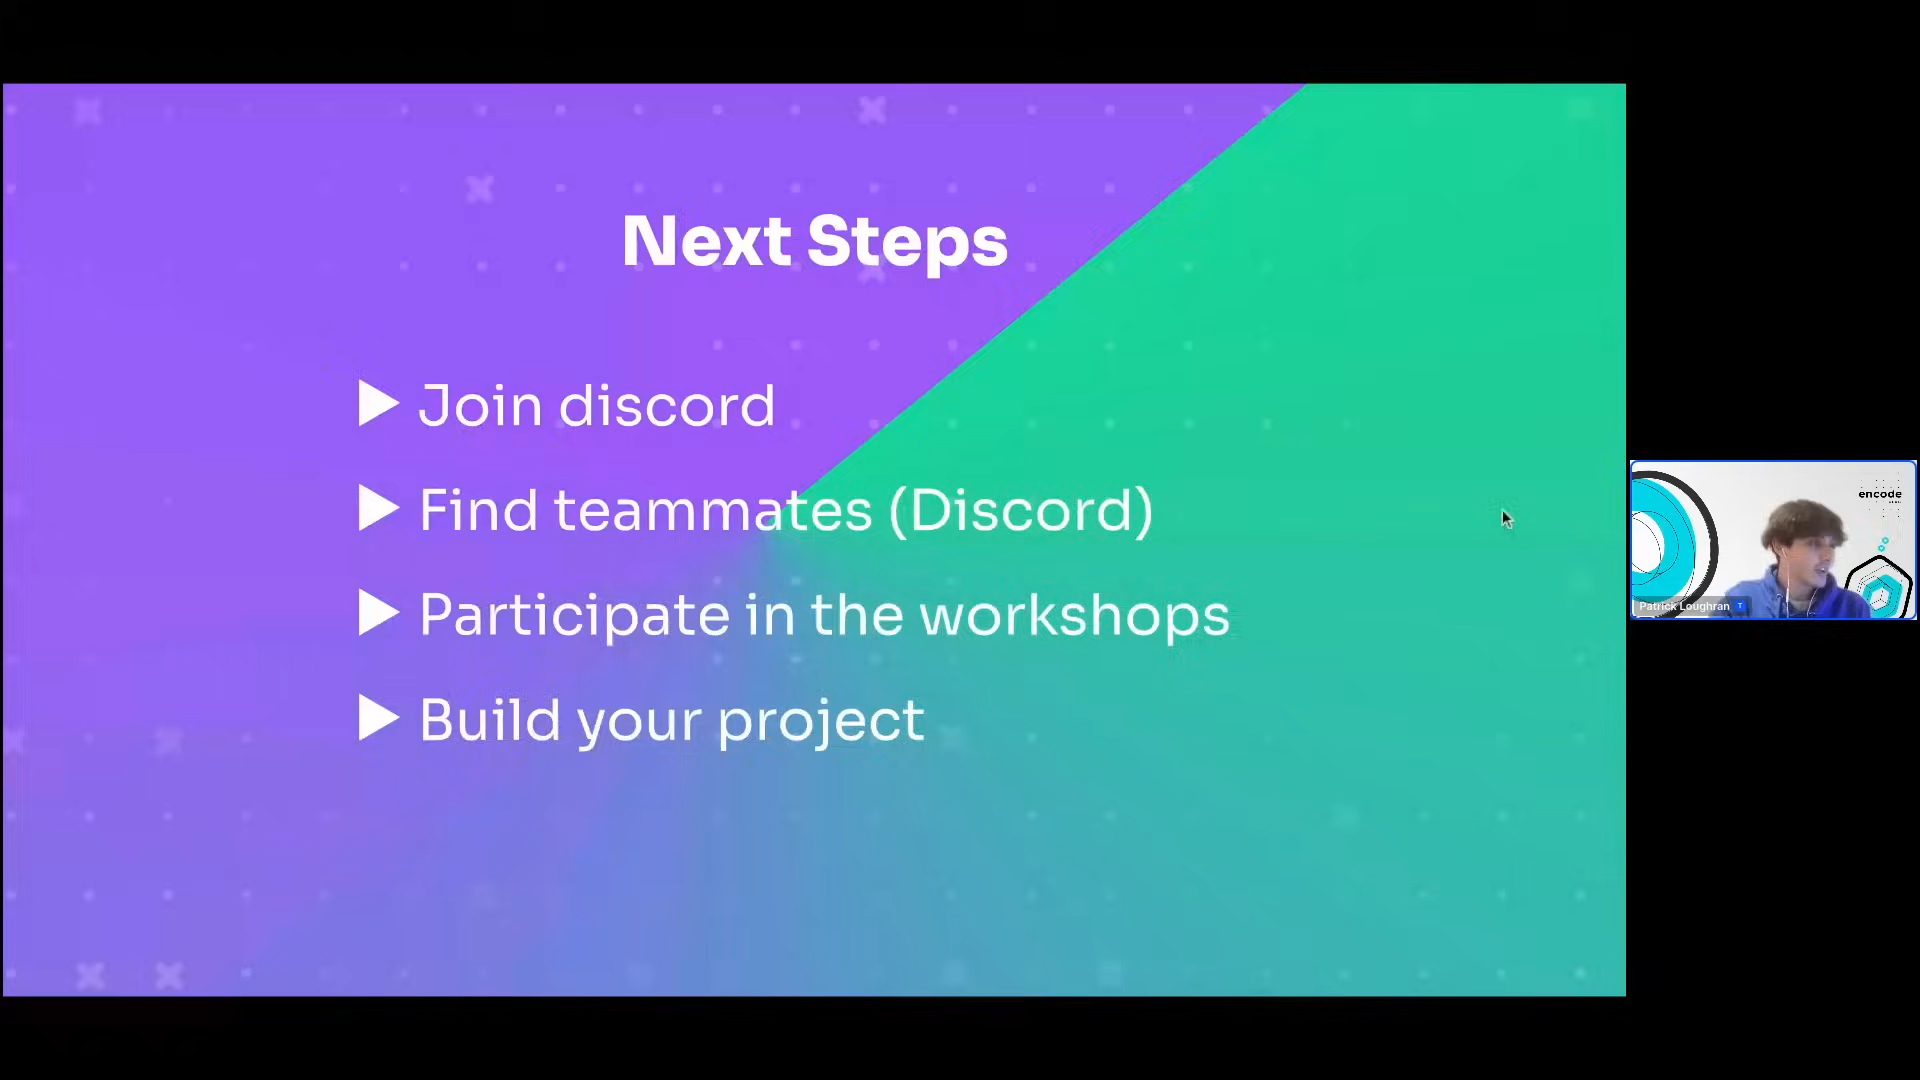 Next Steps
Join discord
Find teammates (Discord)
Participate in the workshops
Build your project
encode
Patrick Loughran
T